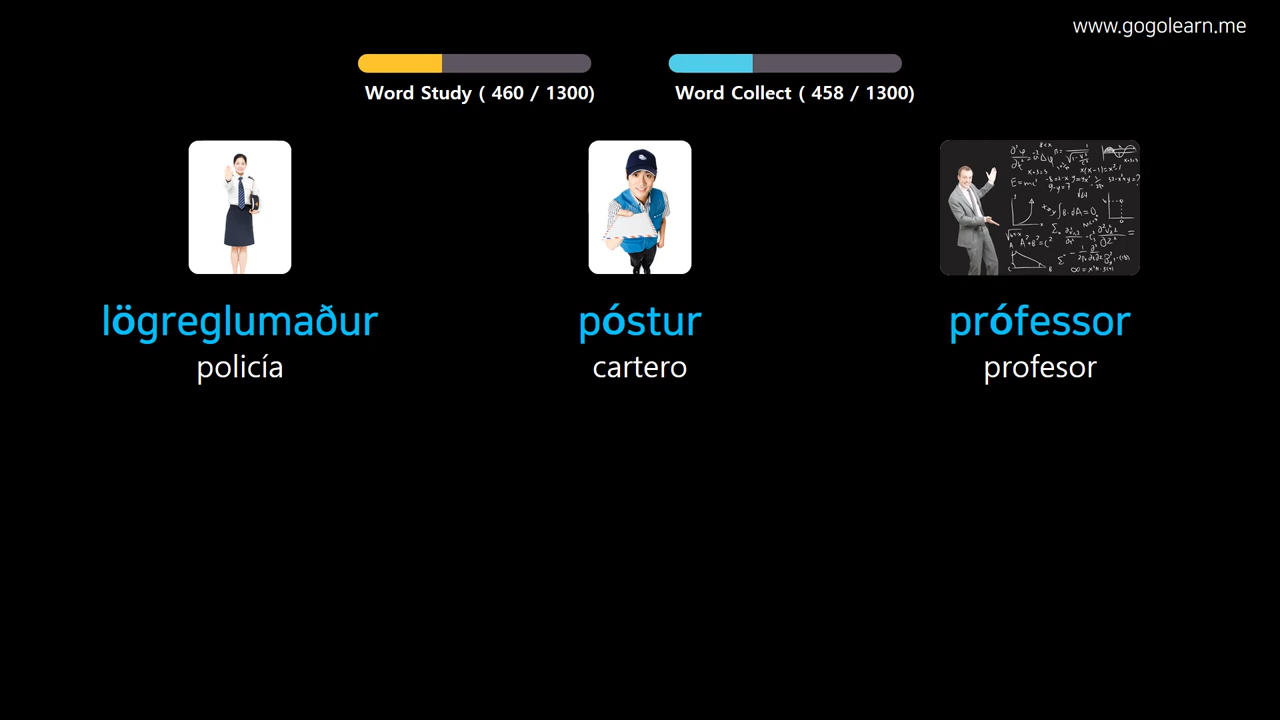 www.gogolearn.me
Word Study ( 460 / 1300)
Word Collect ( 458 / 1300)
lögreglumaður
policía
póstur
cartero
prófessor
profesor